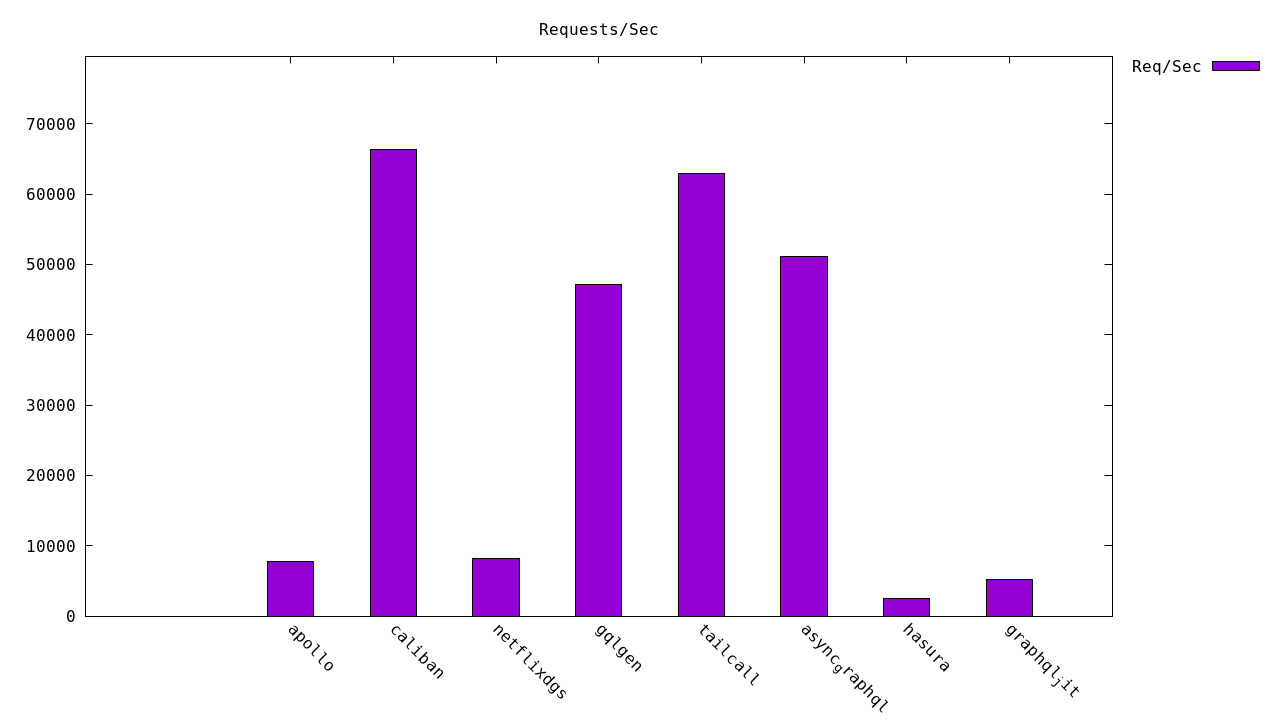 Requests/Sec
Req/Sec
70000
60000
50000
40000
30000
20000
10000
0
apollo
caliban
netflixdgs
gqlgen
tailcall
asyncgraphql
hasura
graphqljit